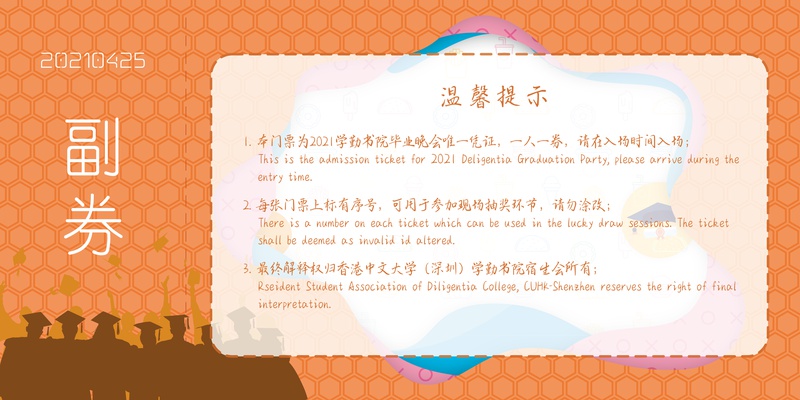 20210425
副券
温馨提示
1. 本门票为2021学勤书院毕业晚会唯一凭证，一人一券，请在入场时间入场；
This is the admission ticket for 2021 Deligentia Graduation Party, please arrive during the
entry time.
2. 每张门票上标有序号，可用于参加现场抽奖环节，请勿涂改；
There is a number on each ticket which can be used in the lucky draw sessions. The ticket
shall be deemed as invalid id altered.
3. 最终解释权归香港中文大学（深圳）学勤书院宿生会所有；
Rseident Student Association of Diligentia College, CUHK-Shenzhen reserves the right of final
interpretation.